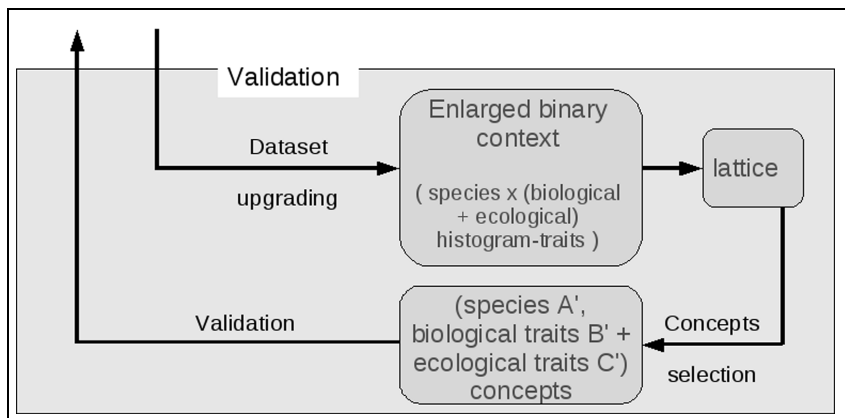 Validation
Dataset
upgrading
Enlarged binary
context
( species x (biological
+ ecological)
histogram-traits )
lattice
Concepts
selection
(species A',
biological traits B' +
ecological traits C')
concepts
Validation